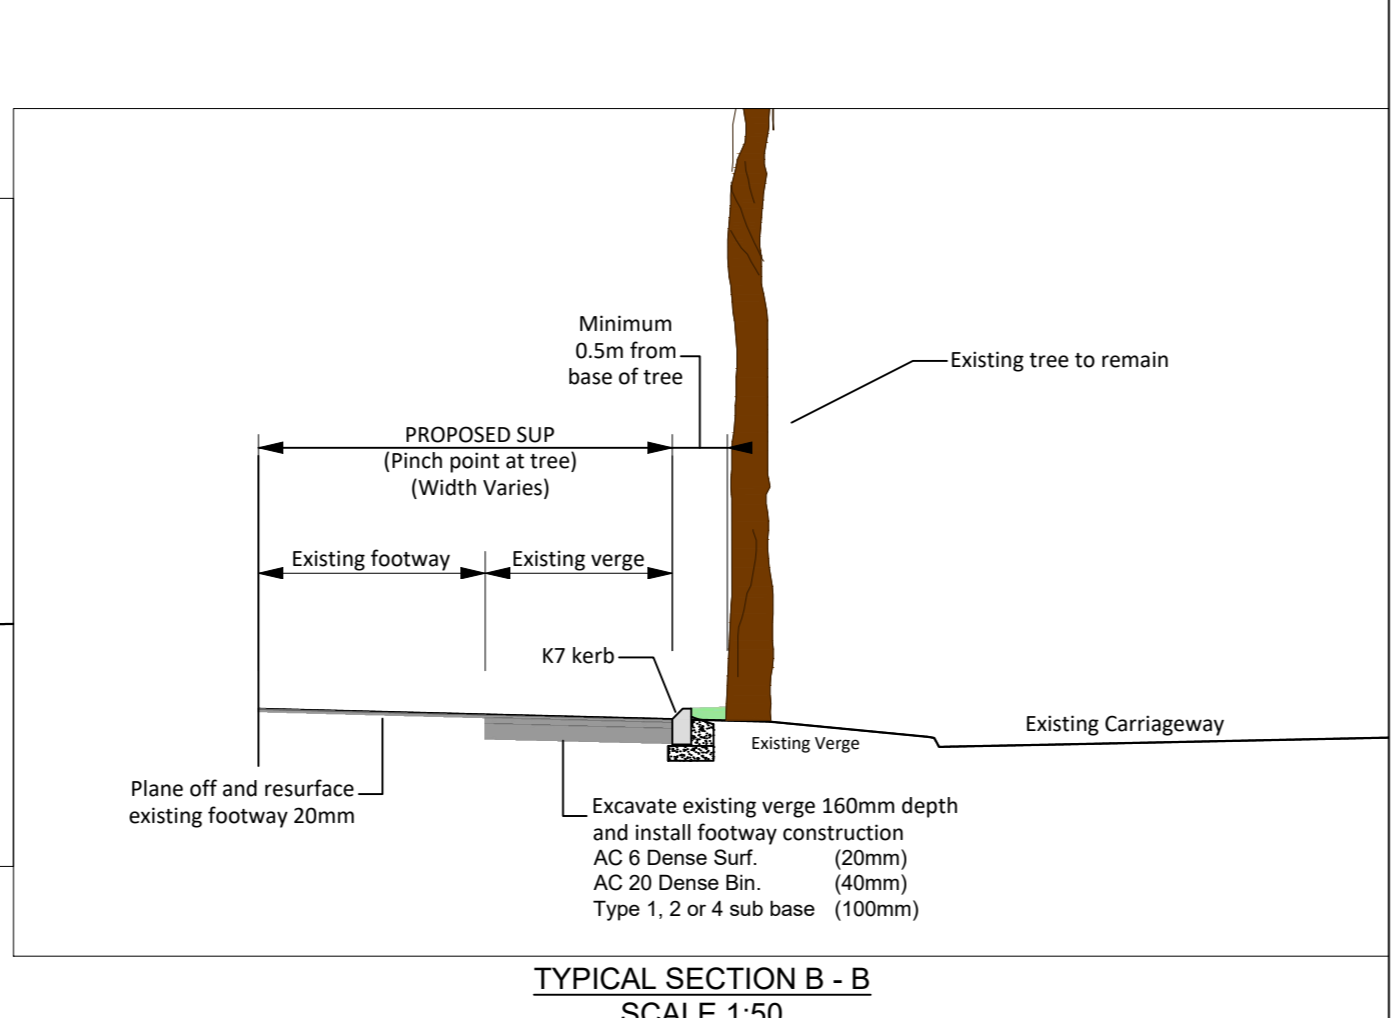 Minimum
0.5m from
base of tree
Existing tree to remain
PROPOSED SUP
(Pinch point at tree)
(Width Varies)
Existing footway
Existing verge
K7 kerb
Existing Carriageway
Existing Verge
Plane off and resurface
existing footway 20mm
Excavate existing verge 160mm depth
and install footway construction
AC 6 Dense Surf. (20mm)
AC 20 Dense Bin. (40mm)
Type 1, 2 or 4 sub base (100mm)
TYPICAL SECTION B - B
SCALE 1:50